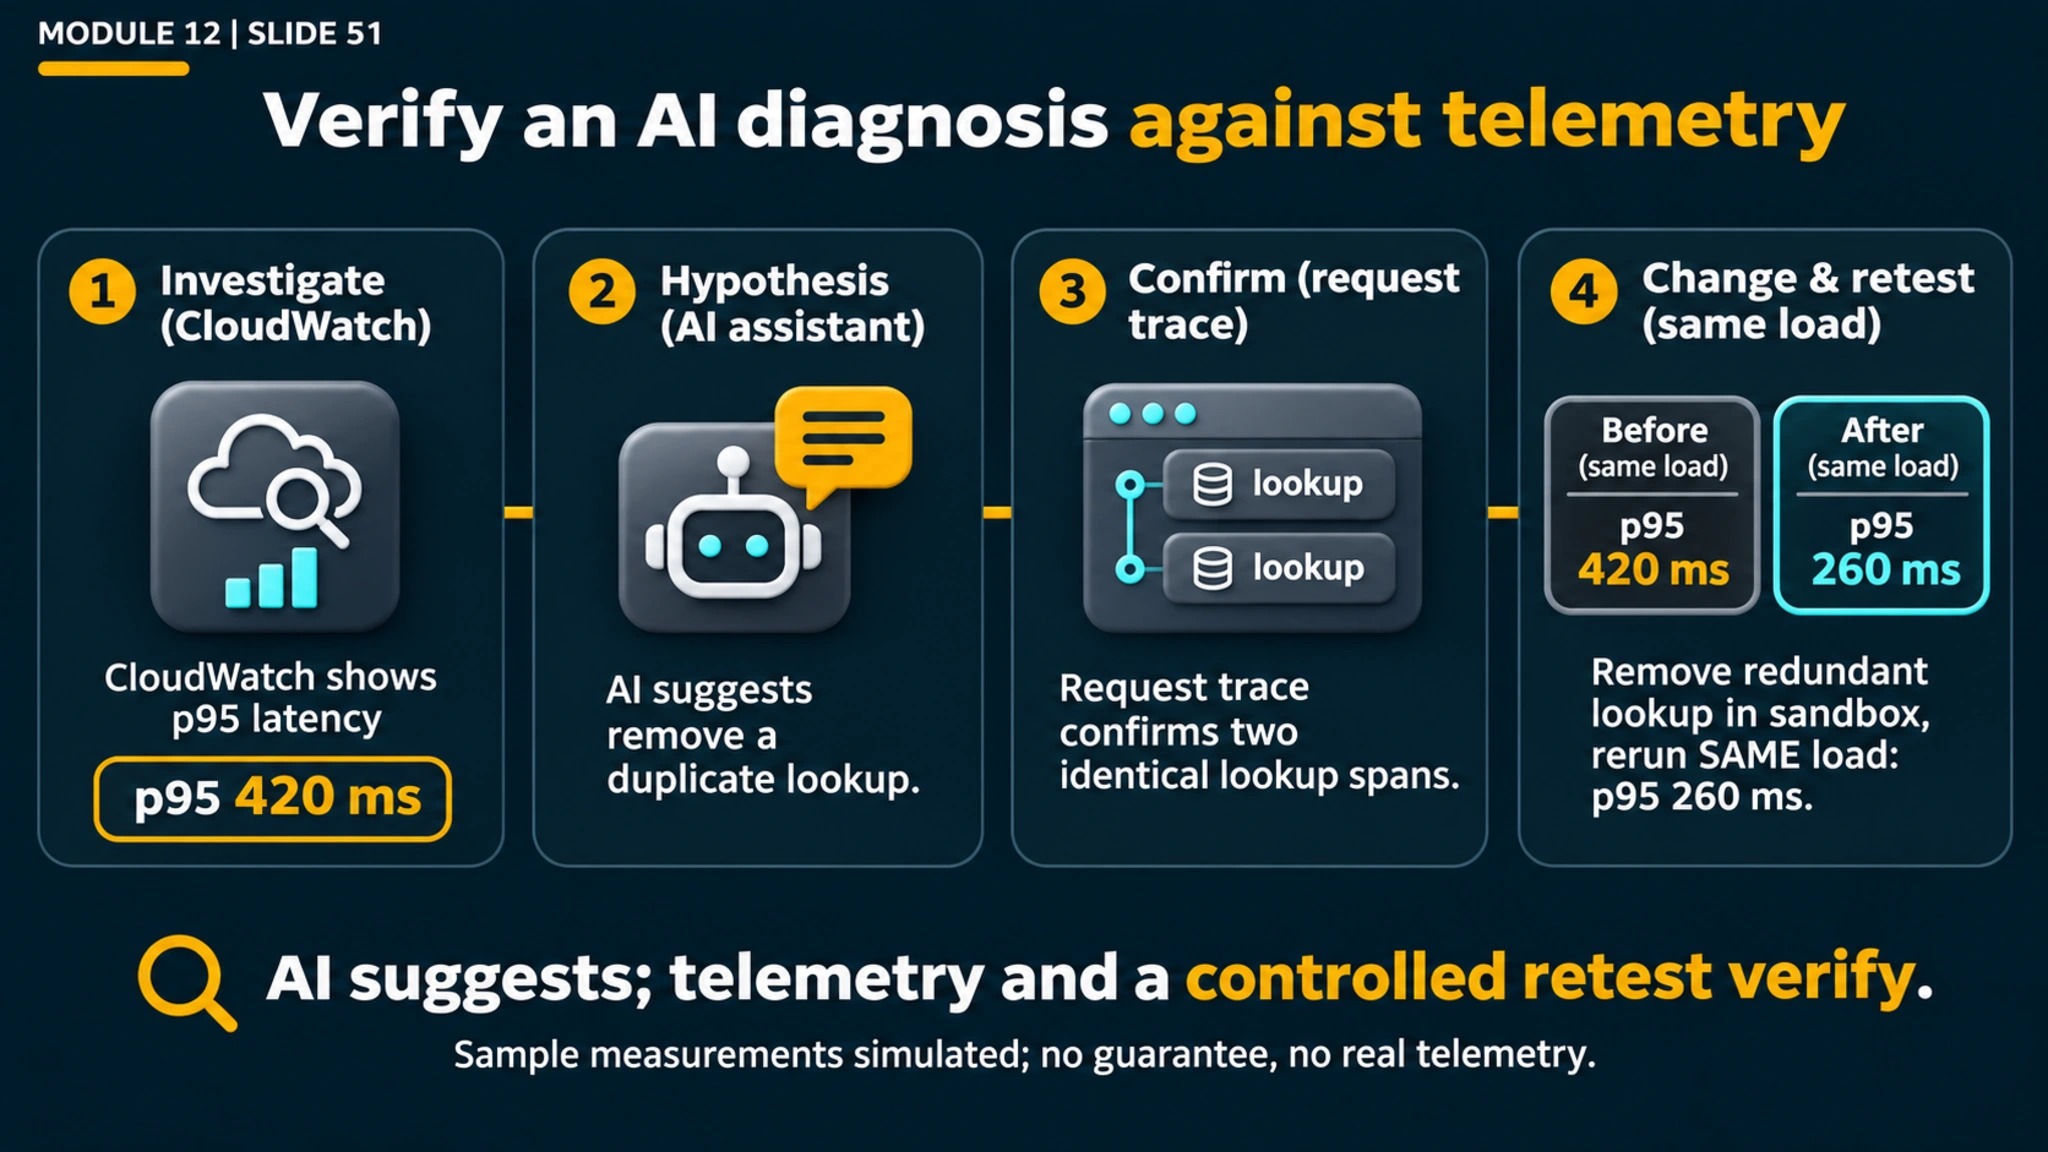 MODULE 12 | SLIDE 51
Verify an AI diagnosis against telemetry
1
Investigate
(CloudWatch)
CloudWatch shows
p95 latency
p95 420 ms
2
Hypothesis
(AI assistant)
AI suggests
remove a
duplicate lookup.
3
Confirm (request
trace)
lookup
lookup
Request trace
confirms two
identical lookup spans.
4
Change & retest
(same load)
Before
(same load)
p95
420 ms
After
(same load)
p95
260 ms
Remove redundant
lookup in sandbox,
rerun SAME load:
p95 260 ms.
AI suggests; telemetry and a controlled retest verify.
Sample measurements simulated; no guarantee, no real telemetry.